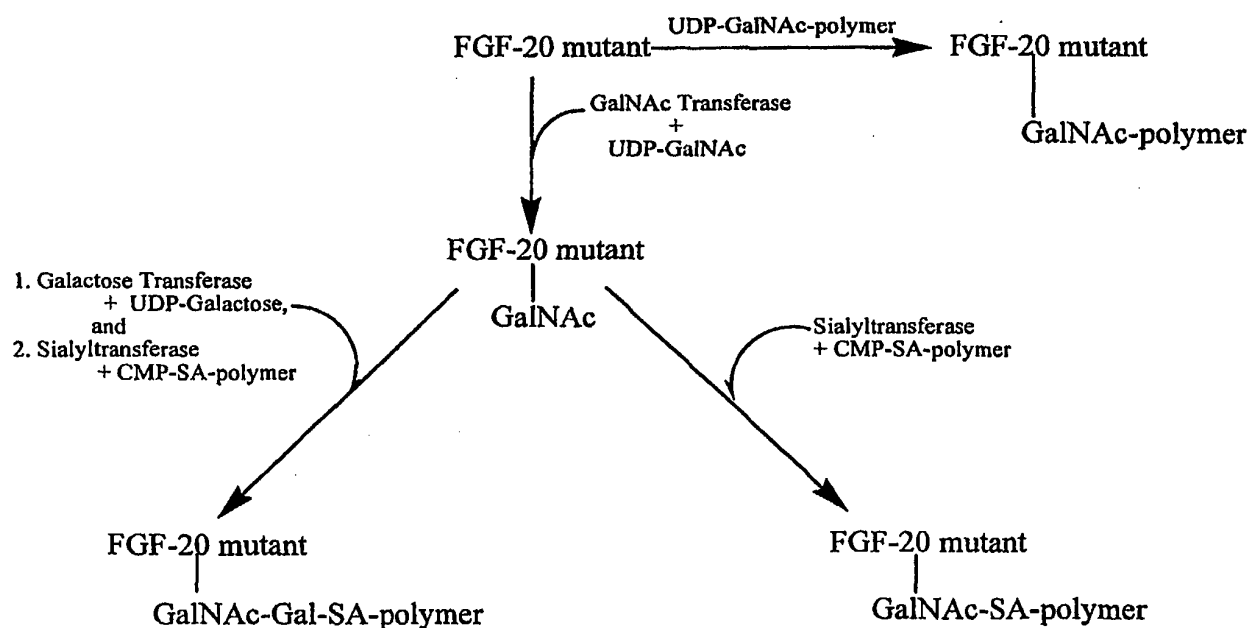 UDP-GalNAc-polymer
FGF-20 mutant
FGF-20 mutant
GalNAc-polymer
GalNAc Transferase
+
UDP-GalNAc
FGF-20 mutant
GalNAc
1. Galactose Transferase
+ UDP-Galactose,
and
2. Sialyltransferase
+ CMP-SA-polymer
Sialyltransferase
+ CMP-SA-polymer
FGF-20 mutant
GalNAc-Gal-SA-polymer
FGF-20 mutant
GalNAc-SA-polymer